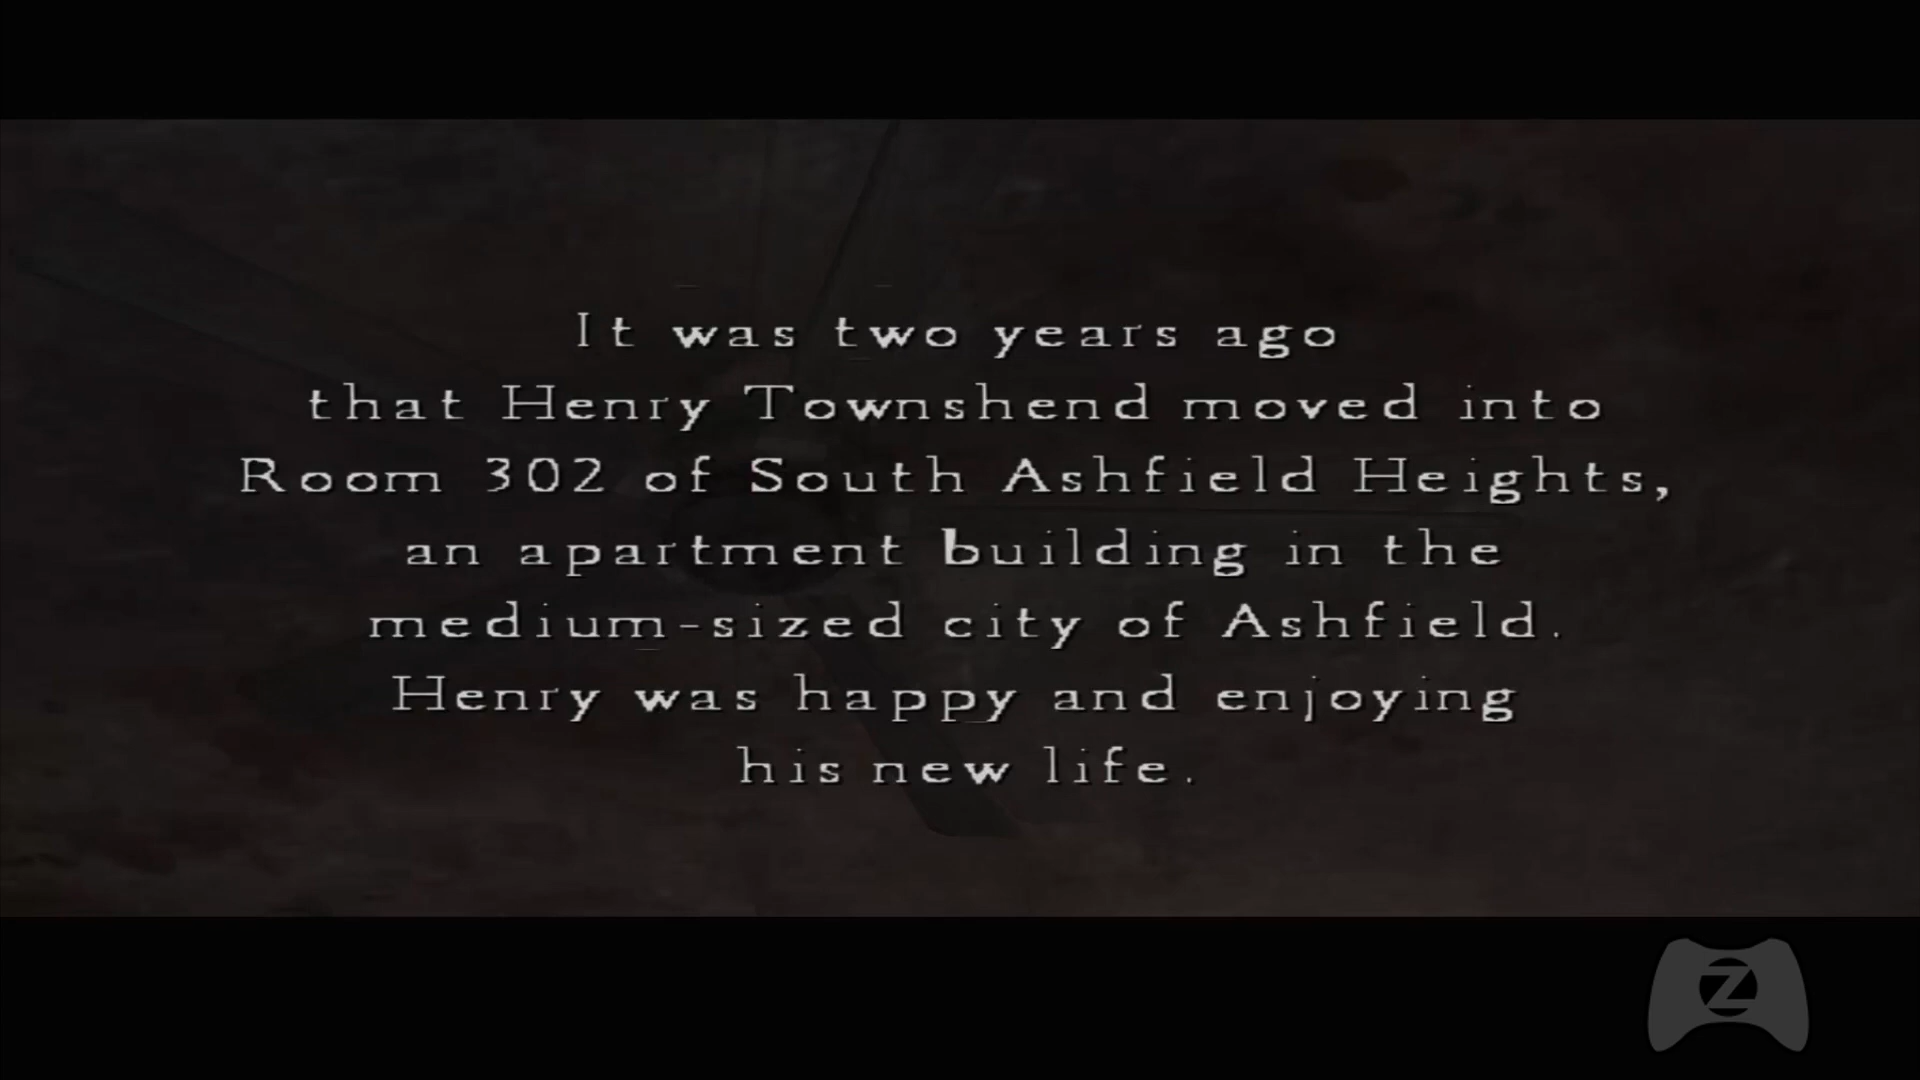 It was two years ago
that Henry Townshend moved into
Room 302 of South Ashfield Heights,
an apartment building in the
medium-sized city of Ashfield.
Henry was happy and enjoying
his new life.
Z